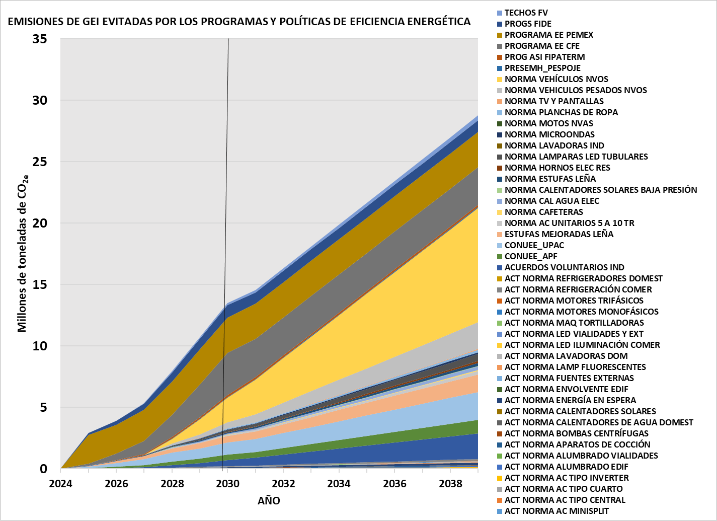 EMISIONES DE GEI EVITADAS POR LOS PROGRAMAS Y POLÍTICAS DE EFICIENCIA ENERGÉTICA
35
30
25
20
15
10
5
0
Millones de toneladas de CO2e
2024
2026
2028
2030
2032
2034
2036
2038
AÑO
TECHOS FV
PROGS FIDE
PROGRAMA EE PEMEX
PROGRAMA EE CFE
PROG ASI FIPATERM
PRESEMH_PESPOJE
NORMA VEHÍCULOS NVOS
NORMA VEHICULOS PESADOS NVOS
NORMA TV Y PANTALLAS
NORMA PLANCHAS DE ROPA
NORMA MOTOS NVAS
NORMA MICROONDAS
NORMA LAVADORAS IND
NORMA LAMPARAS LED TUBULARES
NORMA HORNOS ELEC RES
NORMA ESTUFAS LEÑA
NORMA CALENTADORES SOLARES BAJA PRESIÓN
NORMA CAL AGUA ELEC
NORMA CAFETERAS
NORMA AC UNITARIOS 5 A 10 TR
ESTUFAS MEJORADAS LEÑA
CONUEE_UPAC
CONUEE_APF
ACUERDOS VOLUNTARIOS IND
ACT NORMA REFRIGERADORES DOMEST
ACT NORMA REFRIGERACIÓN COMER
ACT NORMA MOTORES TRIFÁSICOS
ACT NORMA MOTORES MONOFÁSICOS
ACT NORMA MAQ TORTILLADORAS
ACT NORMA LED VIALIDADES Y EXT
ACT NORMA LED ILUMINACIÓN COMER
ACT NORMA LAVADORAS DOM
ACT NORMA LAMP FLUORESCENTES
ACT NORMA FUENTES EXTERNAS
ACT NORMA ENVOLVENTE EDIF
ACT NORMA ENERGÍA EN ESPERA
ACT NORMA CALENTADORES SOLARES
ACT NORMA CALENTADORES DE AGUA DOMEST
ACT NORMA BOMBAS CENTRÍFUGAS
ACT NORMA APARATOS DE COCCIÓN
ACT NORMA ALUMBRADO VIALIDADES
ACT NORMA ALUMBRADO EDIF
ACT NORMA AC TIPO INVERTER
ACT NORMA AC TIPO CUARTO
ACT NORMA AC TIPO CENTRAL
ACT NORMA AC MINISPLIT